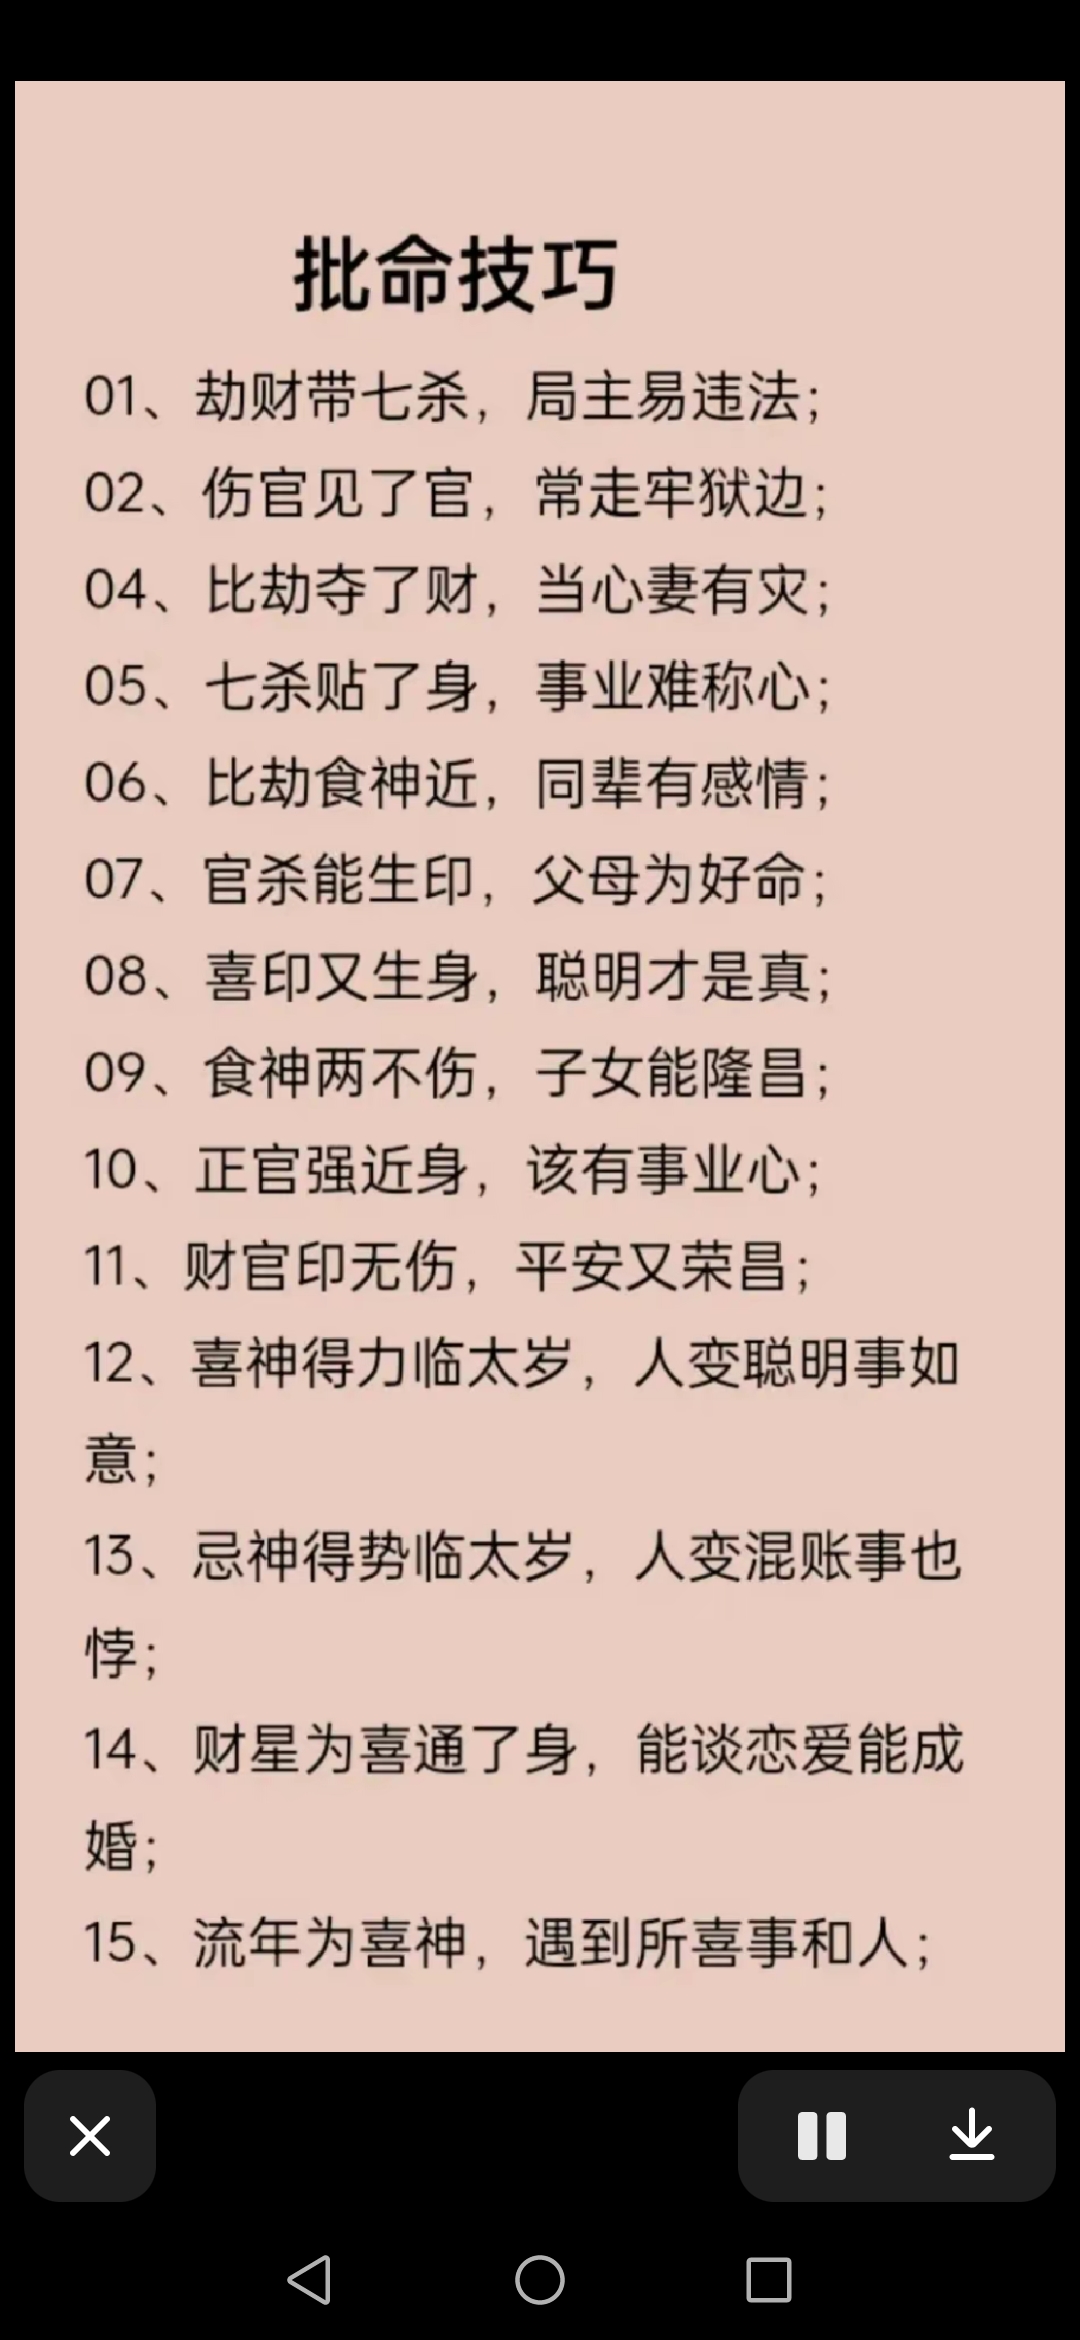 批命技巧
01、劫财带七杀，局主易违法；
02、伤官见了官，常走牢狱边；
04、比劫夺了财，当心妻有灾；
05、七杀贴了身，事业难称心；
06、比劫食神近，同辈有感情；
07、官杀能生印，父母为好命；
08、喜印又生身，聪明才是真；
09、食神两不伤，子女能隆昌；
10、正官强近身，该有事业心；
11、财官印无伤，平安又荣昌；
12、喜神得力临太岁，人变聪明事如
意；
13、忌神得势临太岁，人变混账事也
悖；
14、财星为喜通了身，能谈恋爱能成
婚；
15、流年为喜神，遇到所喜事和人；